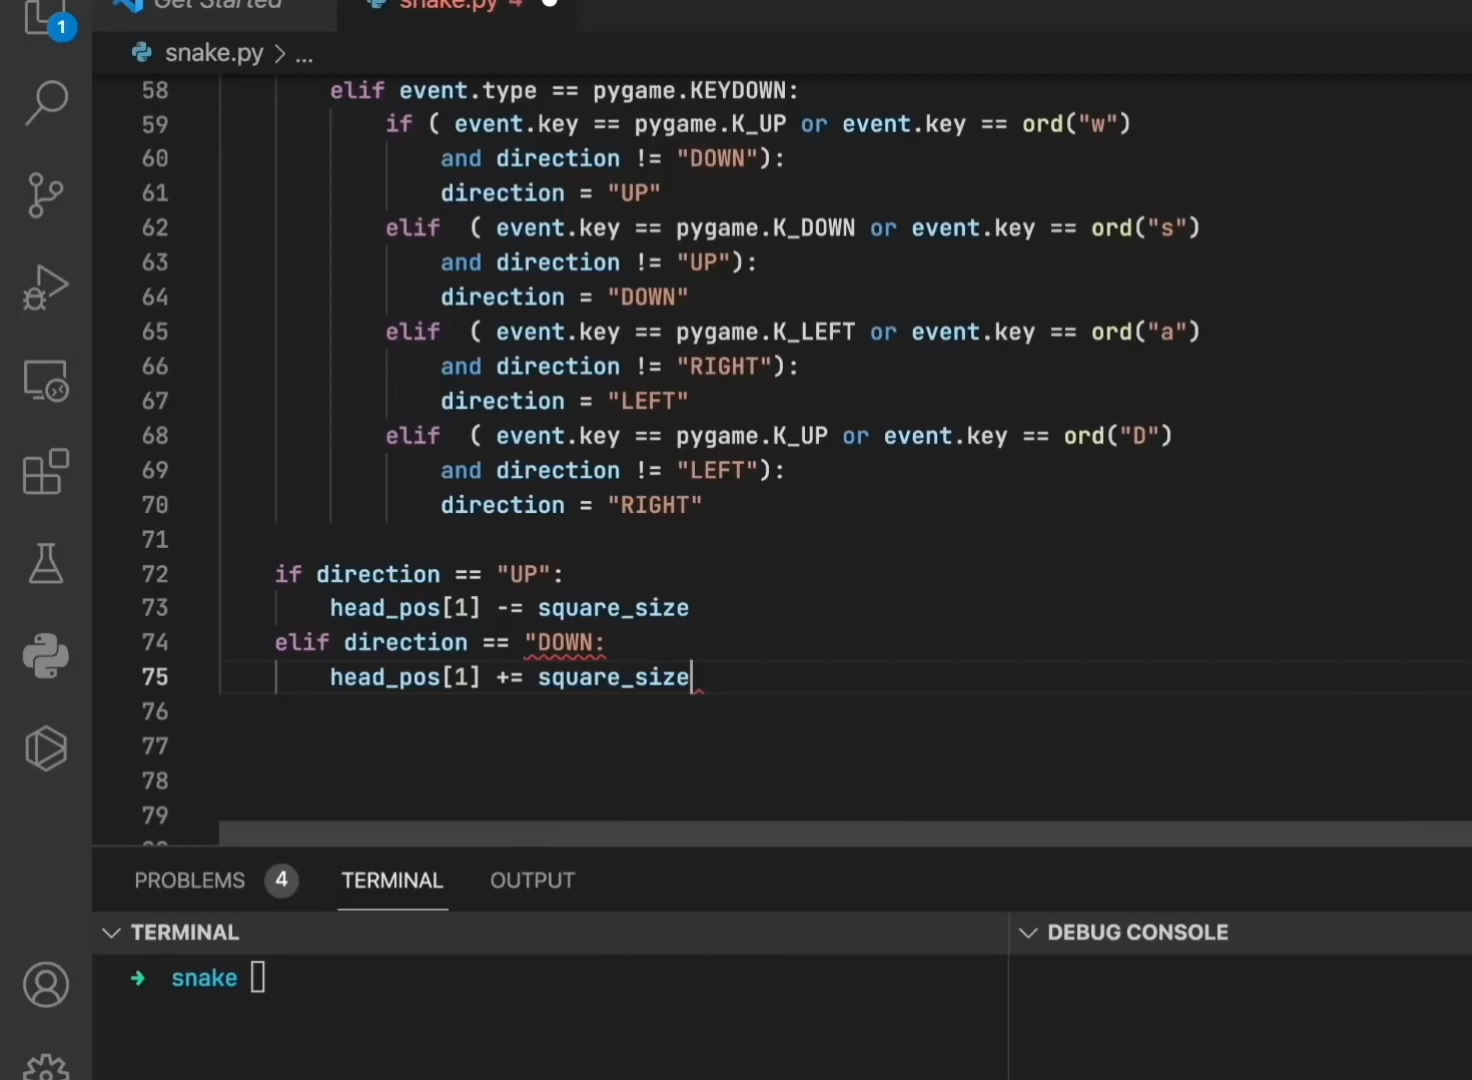 1
Get Started
snake.py 4
snake.py > ...
58 elif event.type == pygame.KEYDOWN:
59 if ( event.key == pygame.K_UP or event.key == ord("w")
60 and direction != "DOWN"):
61 direction = "UP"
62 elif ( event.key == pygame.K_DOWN or event.key == ord("s")
63 and direction != "UP"):
64 direction = "DOWN"
65 elif ( event.key == pygame.K_LEFT or event.key == ord("a")
66 and direction != "RIGHT"):
67 direction = "LEFT"
68 elif ( event.key == pygame.K_UP or event.key == ord("D")
69 and direction != "LEFT"):
70 direction = "RIGHT"
71
72 if direction == "UP":
73 head_pos[1] -= square_size
74 elif direction == "DOWN:
75 head_pos[1] += square_size
76
77
78
79
PROBLEMS 4 TERMINAL OUTPUT
TERMINAL
DEBUG CONSOLE
→ snake